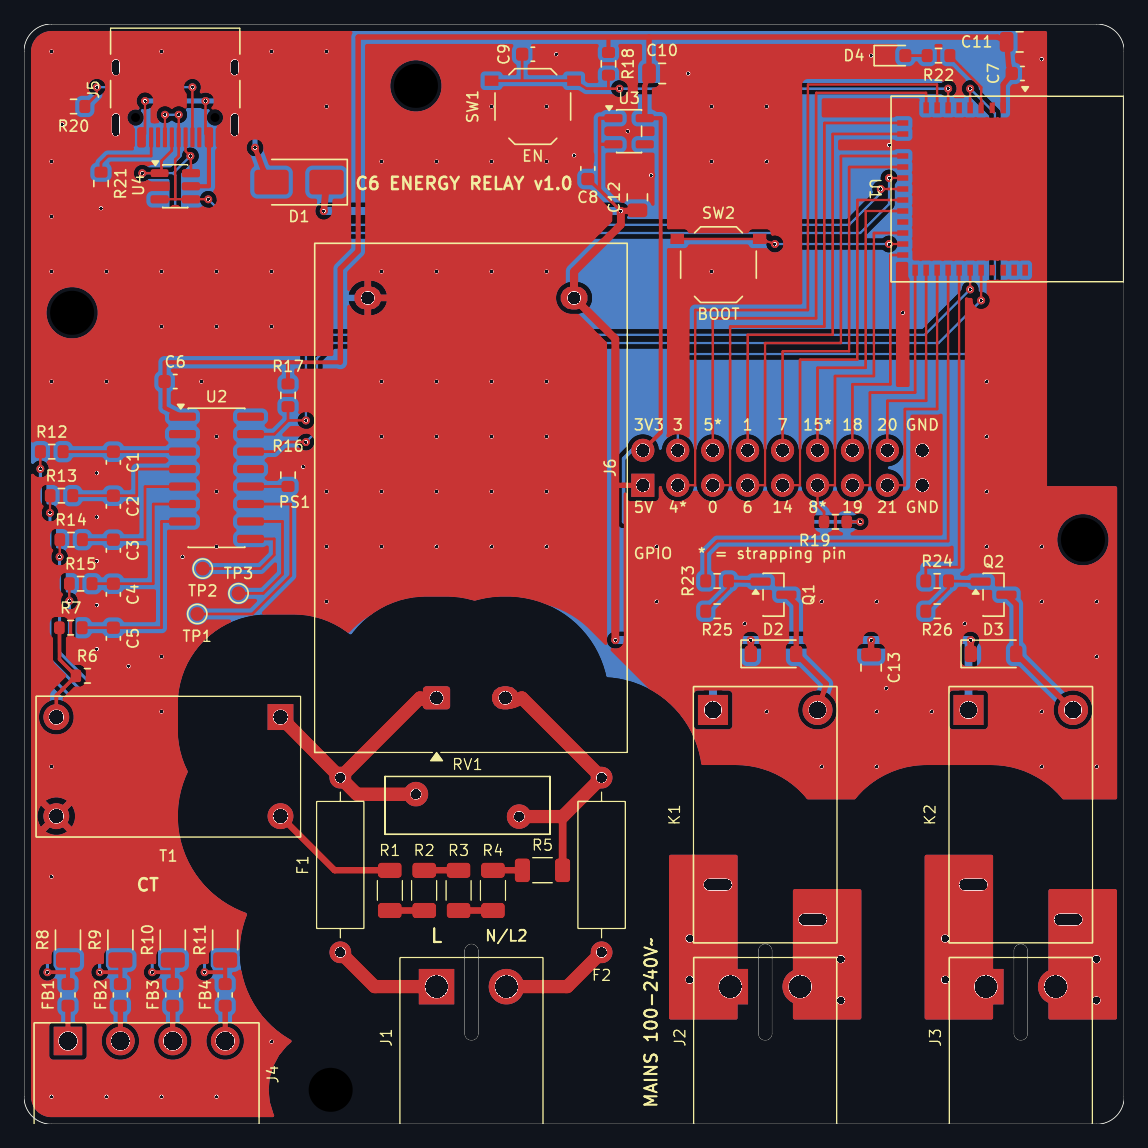 C9
R18
C10
C11
D4
R22
C7
J5
R20
SW1
U3
EN
R21
U4
C6 ENERGY RELAY v1.0
C8
C12
D1
U1
SW2
BOOT
C6
R17
U2
R12
C1
R16
R13
PS1
C2
R14
C3
R15
C4
TP2
TP3
TP1
R7
C5
R6
3V3 3 5* 1 7 15* 18 20 GND
J6
5V 4* 0 6 14 8* 19 21 GND
R19
GPIO * = strapping pin
R23
Q1
R25
D2
R24
Q2
R26
D3
C13
RV1
K1
K2
T1
CT
F1
R1 R2 R3 R4 R5
L
N/L2
F2
R8
R9
R10
R11
FB1
FB2
FB3
FB4
J4
J1
MAINS 100-240V~
J2
J3